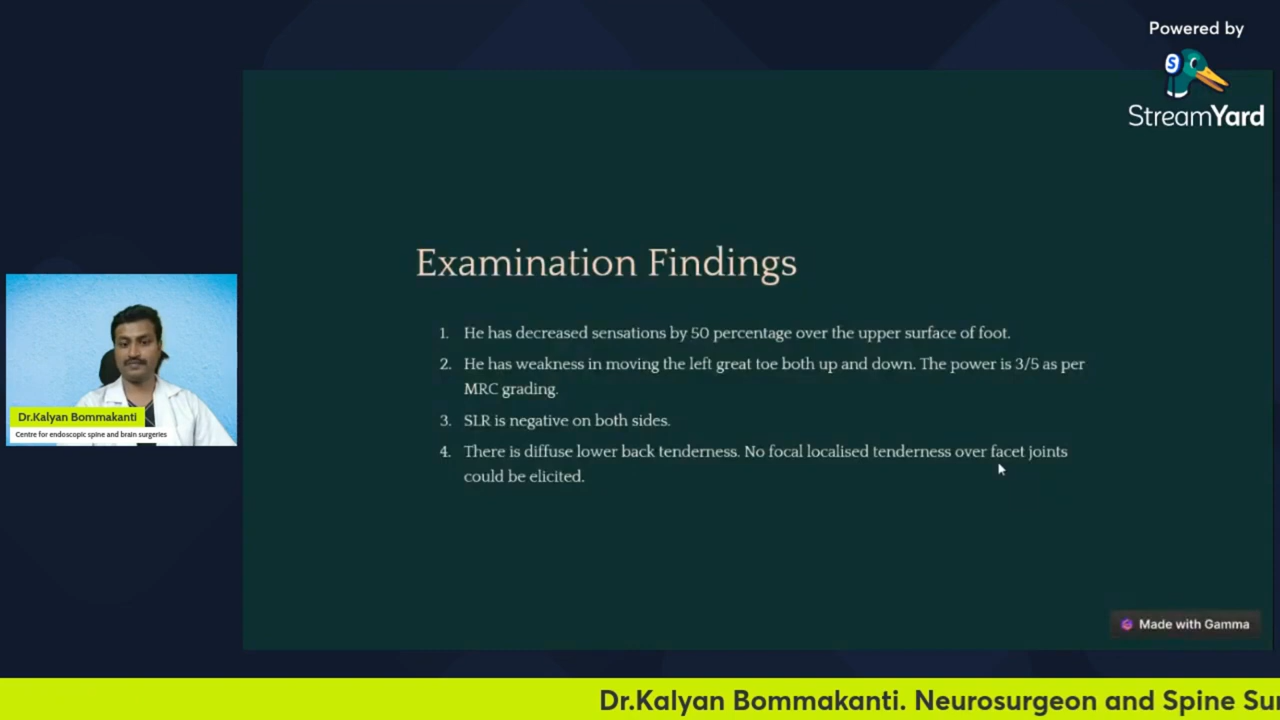 Powered by
S
StreamYard
Examination Findings
1. He has decreased sensations by 50 percentage over the upper surface of foot.
2. He has weakness in moving the left great toe both up and down. The power is 3/5 as per
MRC grading.
3. SLR is negative on both sides.
4. There is diffuse lower back tenderness. No focal localised tenderness over facet joints
could be elicited.
Dr.Kalyan Bommakanti
Centre for endoscopic spine and brain surgeries
Made with Gamma
Dr.Kalyan Bommakanti. Neurosurgeon and Spine Su